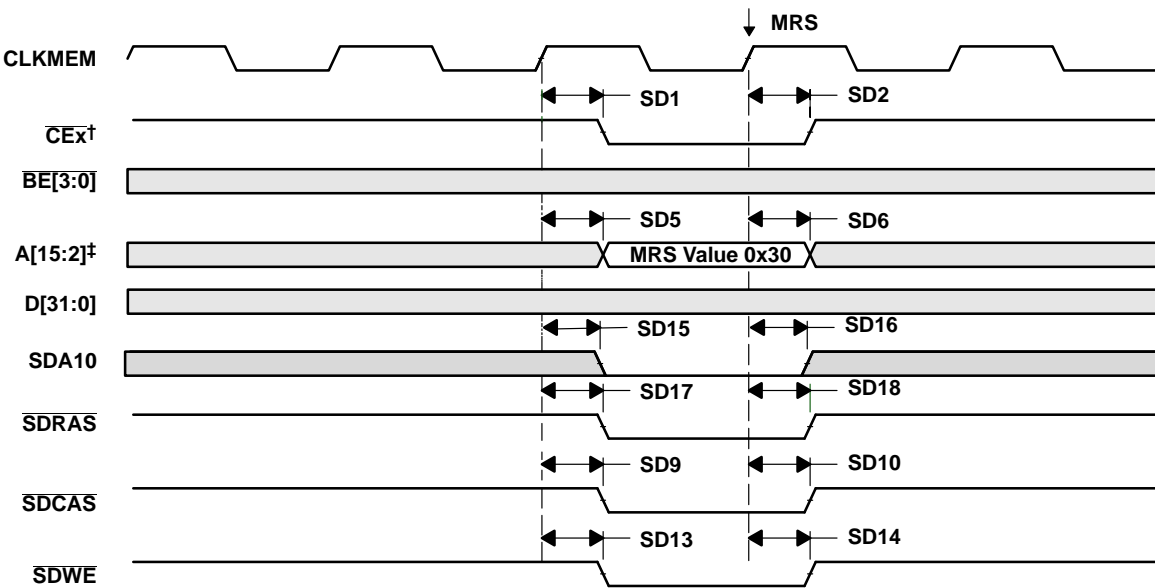 MRS
CLKMEM
SD1 SD2
CEx†
BE[3:0]
SD5 SD6
A[15:2]‡ MRS Value 0x30
D[31:0]
SD15 SD16
SDA10
SD17 SD18
SDRAS
SD9 SD10
SDCAS
SD13 SD14
SDWE